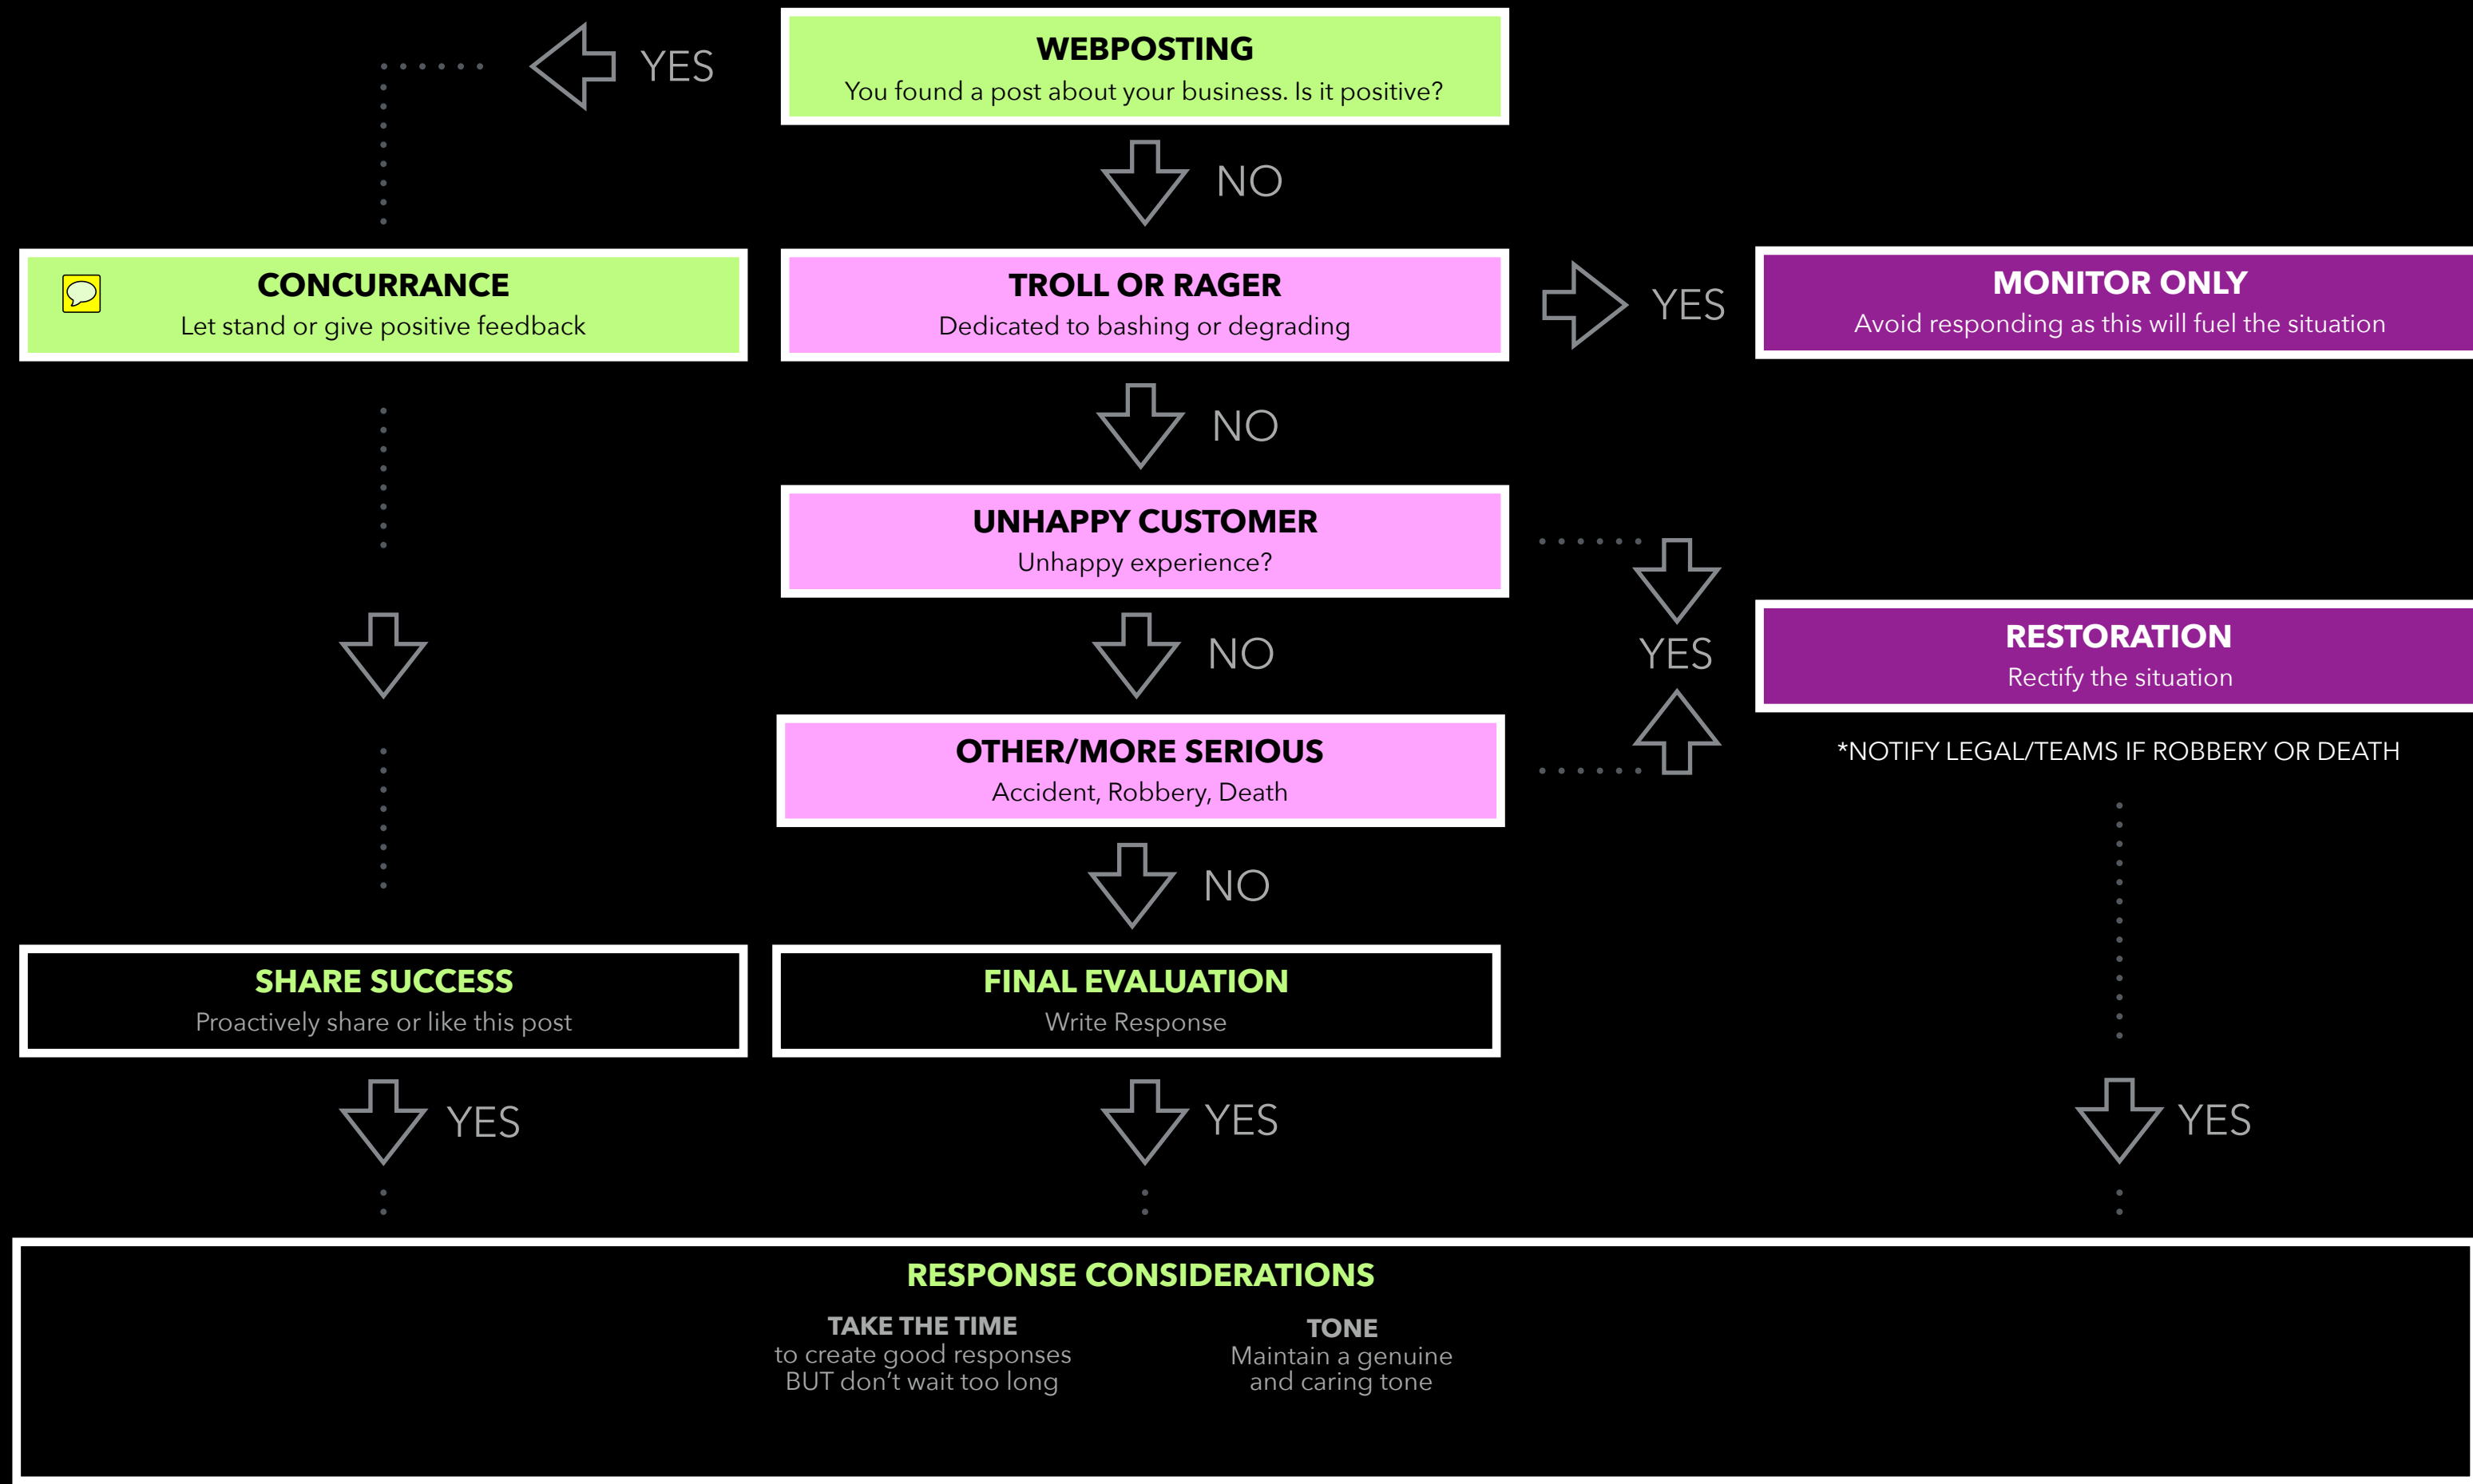 YES
WEBPOSTING
You found a post about your business. Is it positive?
NO
CONCURRANCE
Let stand or give positive feedback
TROLL OR RAGER
Dedicated to bashing or degrading
YES
MONITOR ONLY
Avoid responding as this will fuel the situation
NO
UNHAPPY CUSTOMER
Unhappy experience?
NO
YES
RESTORATION
Rectify the situation
OTHER/MORE SERIOUS
Accident, Robbery, Death
*NOTIFY LEGAL/TEAMS IF ROBBERY OR DEATH
NO
SHARE SUCCESS
Proactively share or like this post
FINAL EVALUATION
Write Response
YES
YES
YES
RESPONSE CONSIDERATIONS
TAKE THE TIME
to create good responses
BUT don't wait too long
TONE
Maintain a genuine
and caring tone